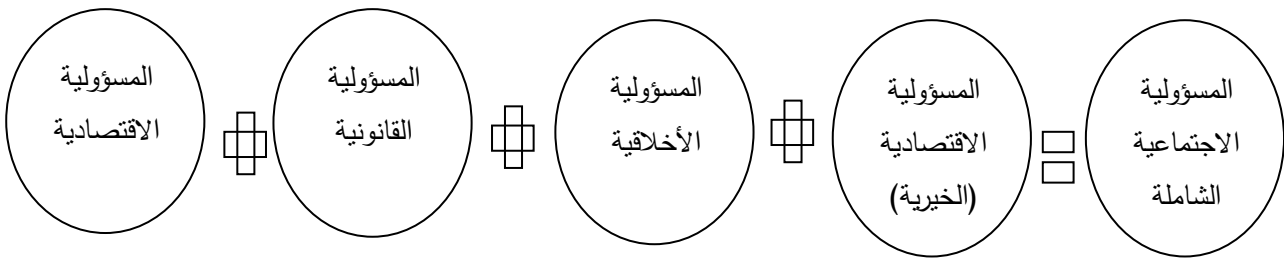 المسؤولية
الاقتصادية
المسؤولية
القانونية
المسؤولية
الأخلاقية
المسؤولية
الاقتصادية
(الخيرية)
المسؤولية
الاجتماعية
الشاملة